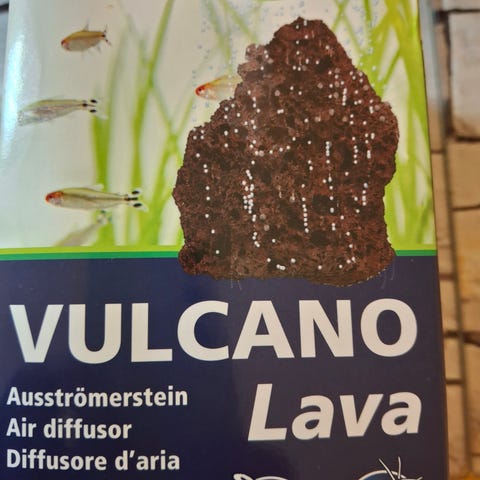 VULCANO
Lava
Ausströmerstein
Air diffusor
Diffusore d'aria